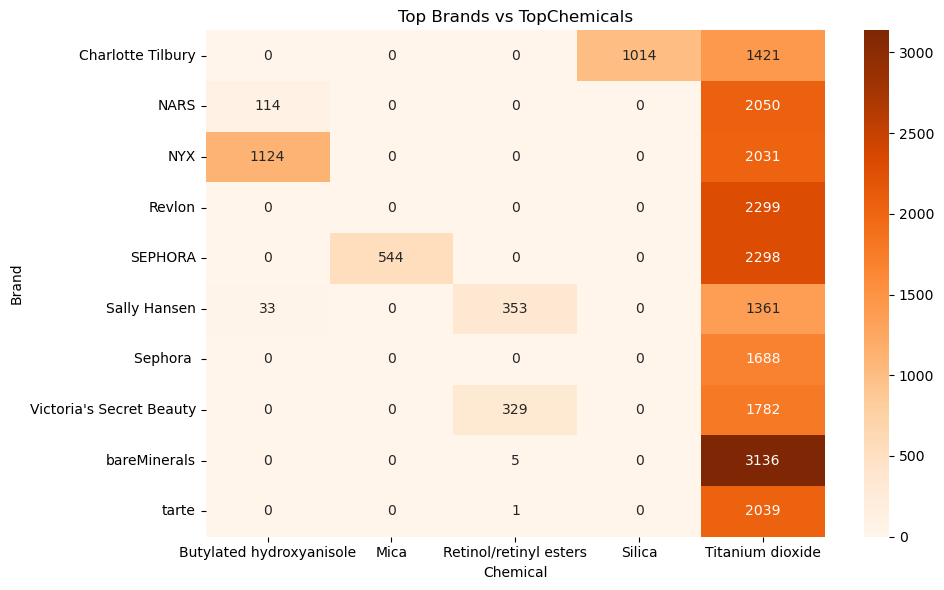 Top Brands vs TopChemicals
Brand
Charlotte Tilbury 0 0 0 1014 1421
NARS 114 0 0 0 2050
NYX 1124 0 0 0 2031
Revlon 0 0 0 0 2299
SEPHORA 0 544 0 0 2298
Sally Hansen 33 0 353 0 1361
Sephora 0 0 0 0 1688
Victoria's Secret Beauty 0 0 329 0 1782
bareMinerals 0 0 5 0 3136
tarte 0 0 1 0 2039
Butylated hydroxyanisole Mica Retinol/retinyl esters Silica Titanium dioxide
Chemical
3000
2500
2000
1500
1000
500
0